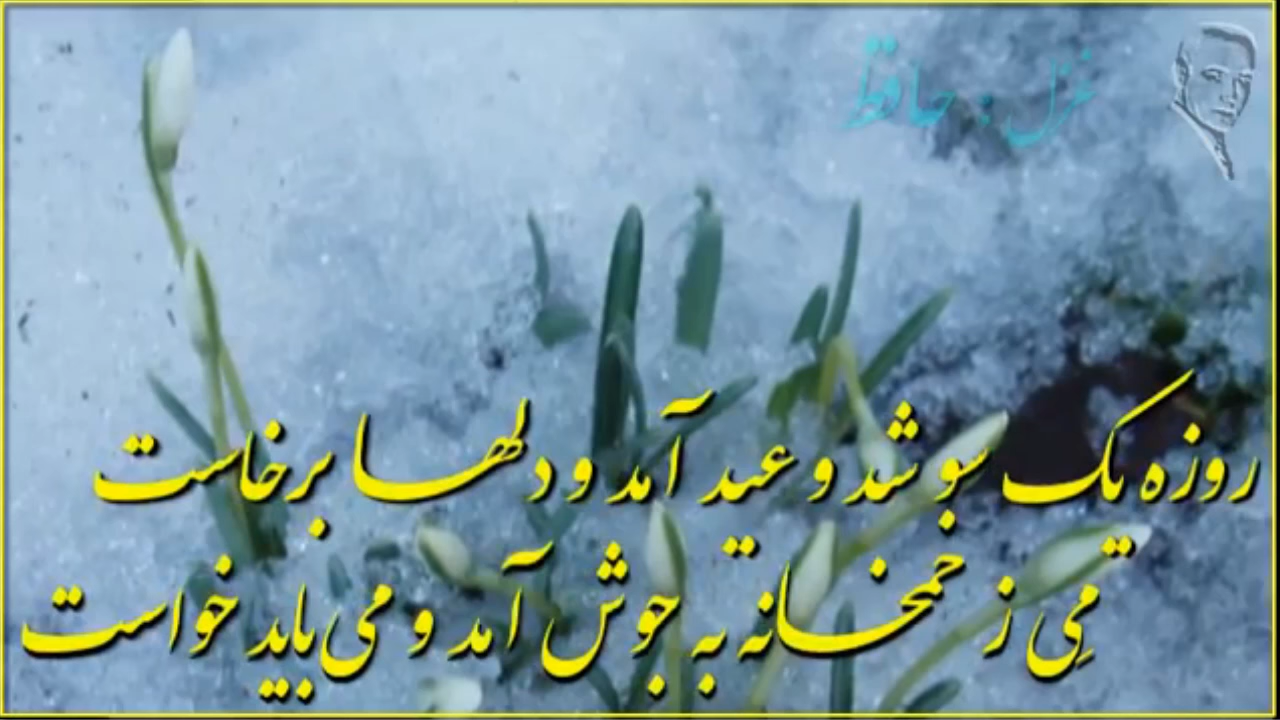 غزل : حافظ
روزه یک سو شد و عید آمد و دلها برخاست
مِی ز خمخانه به جوش آمد و می باید خواست